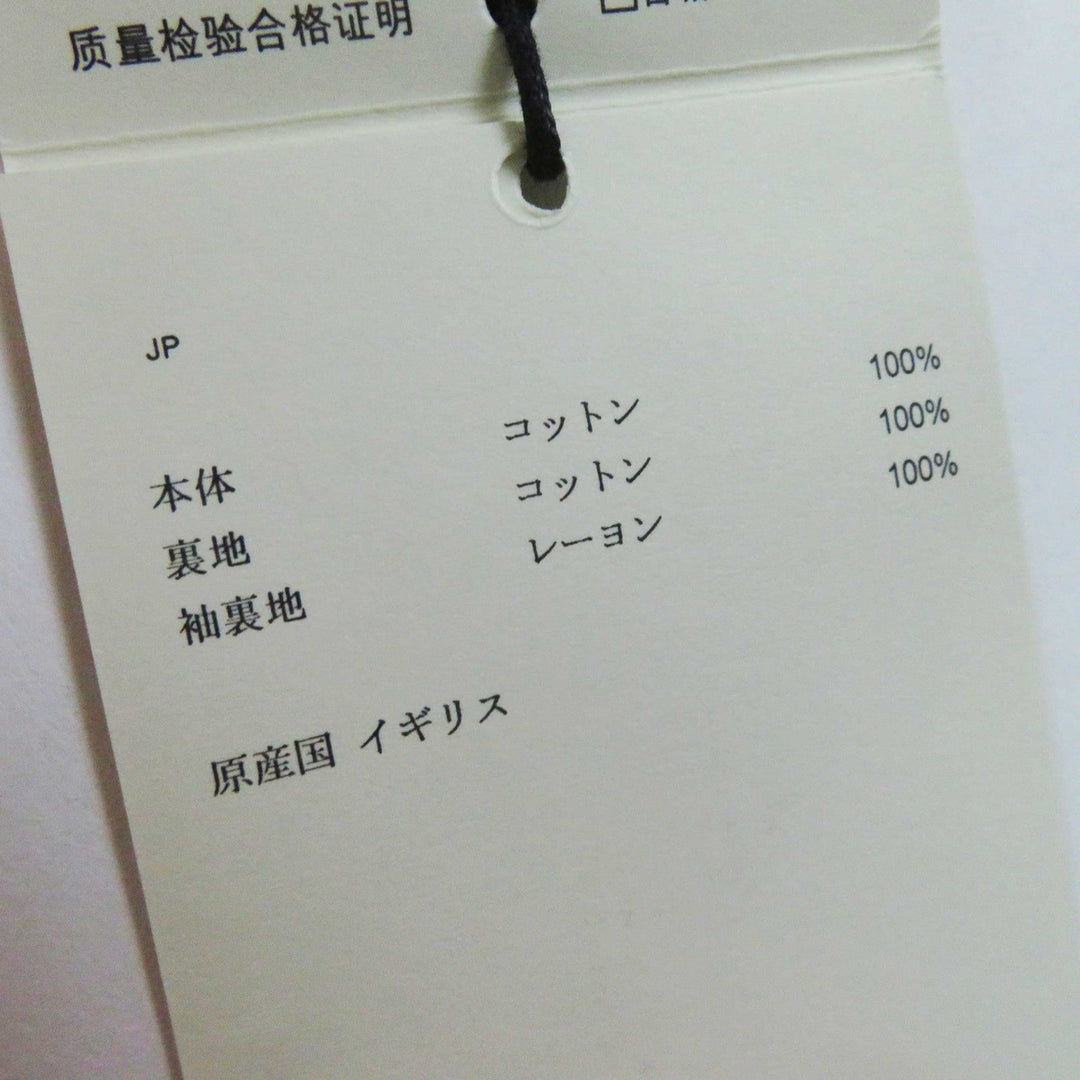 质量检验合格证明
JP
本体 コットン 100%
裏地 コットン 100%
袖裏地 レーヨン 100%
原産国 イギリス